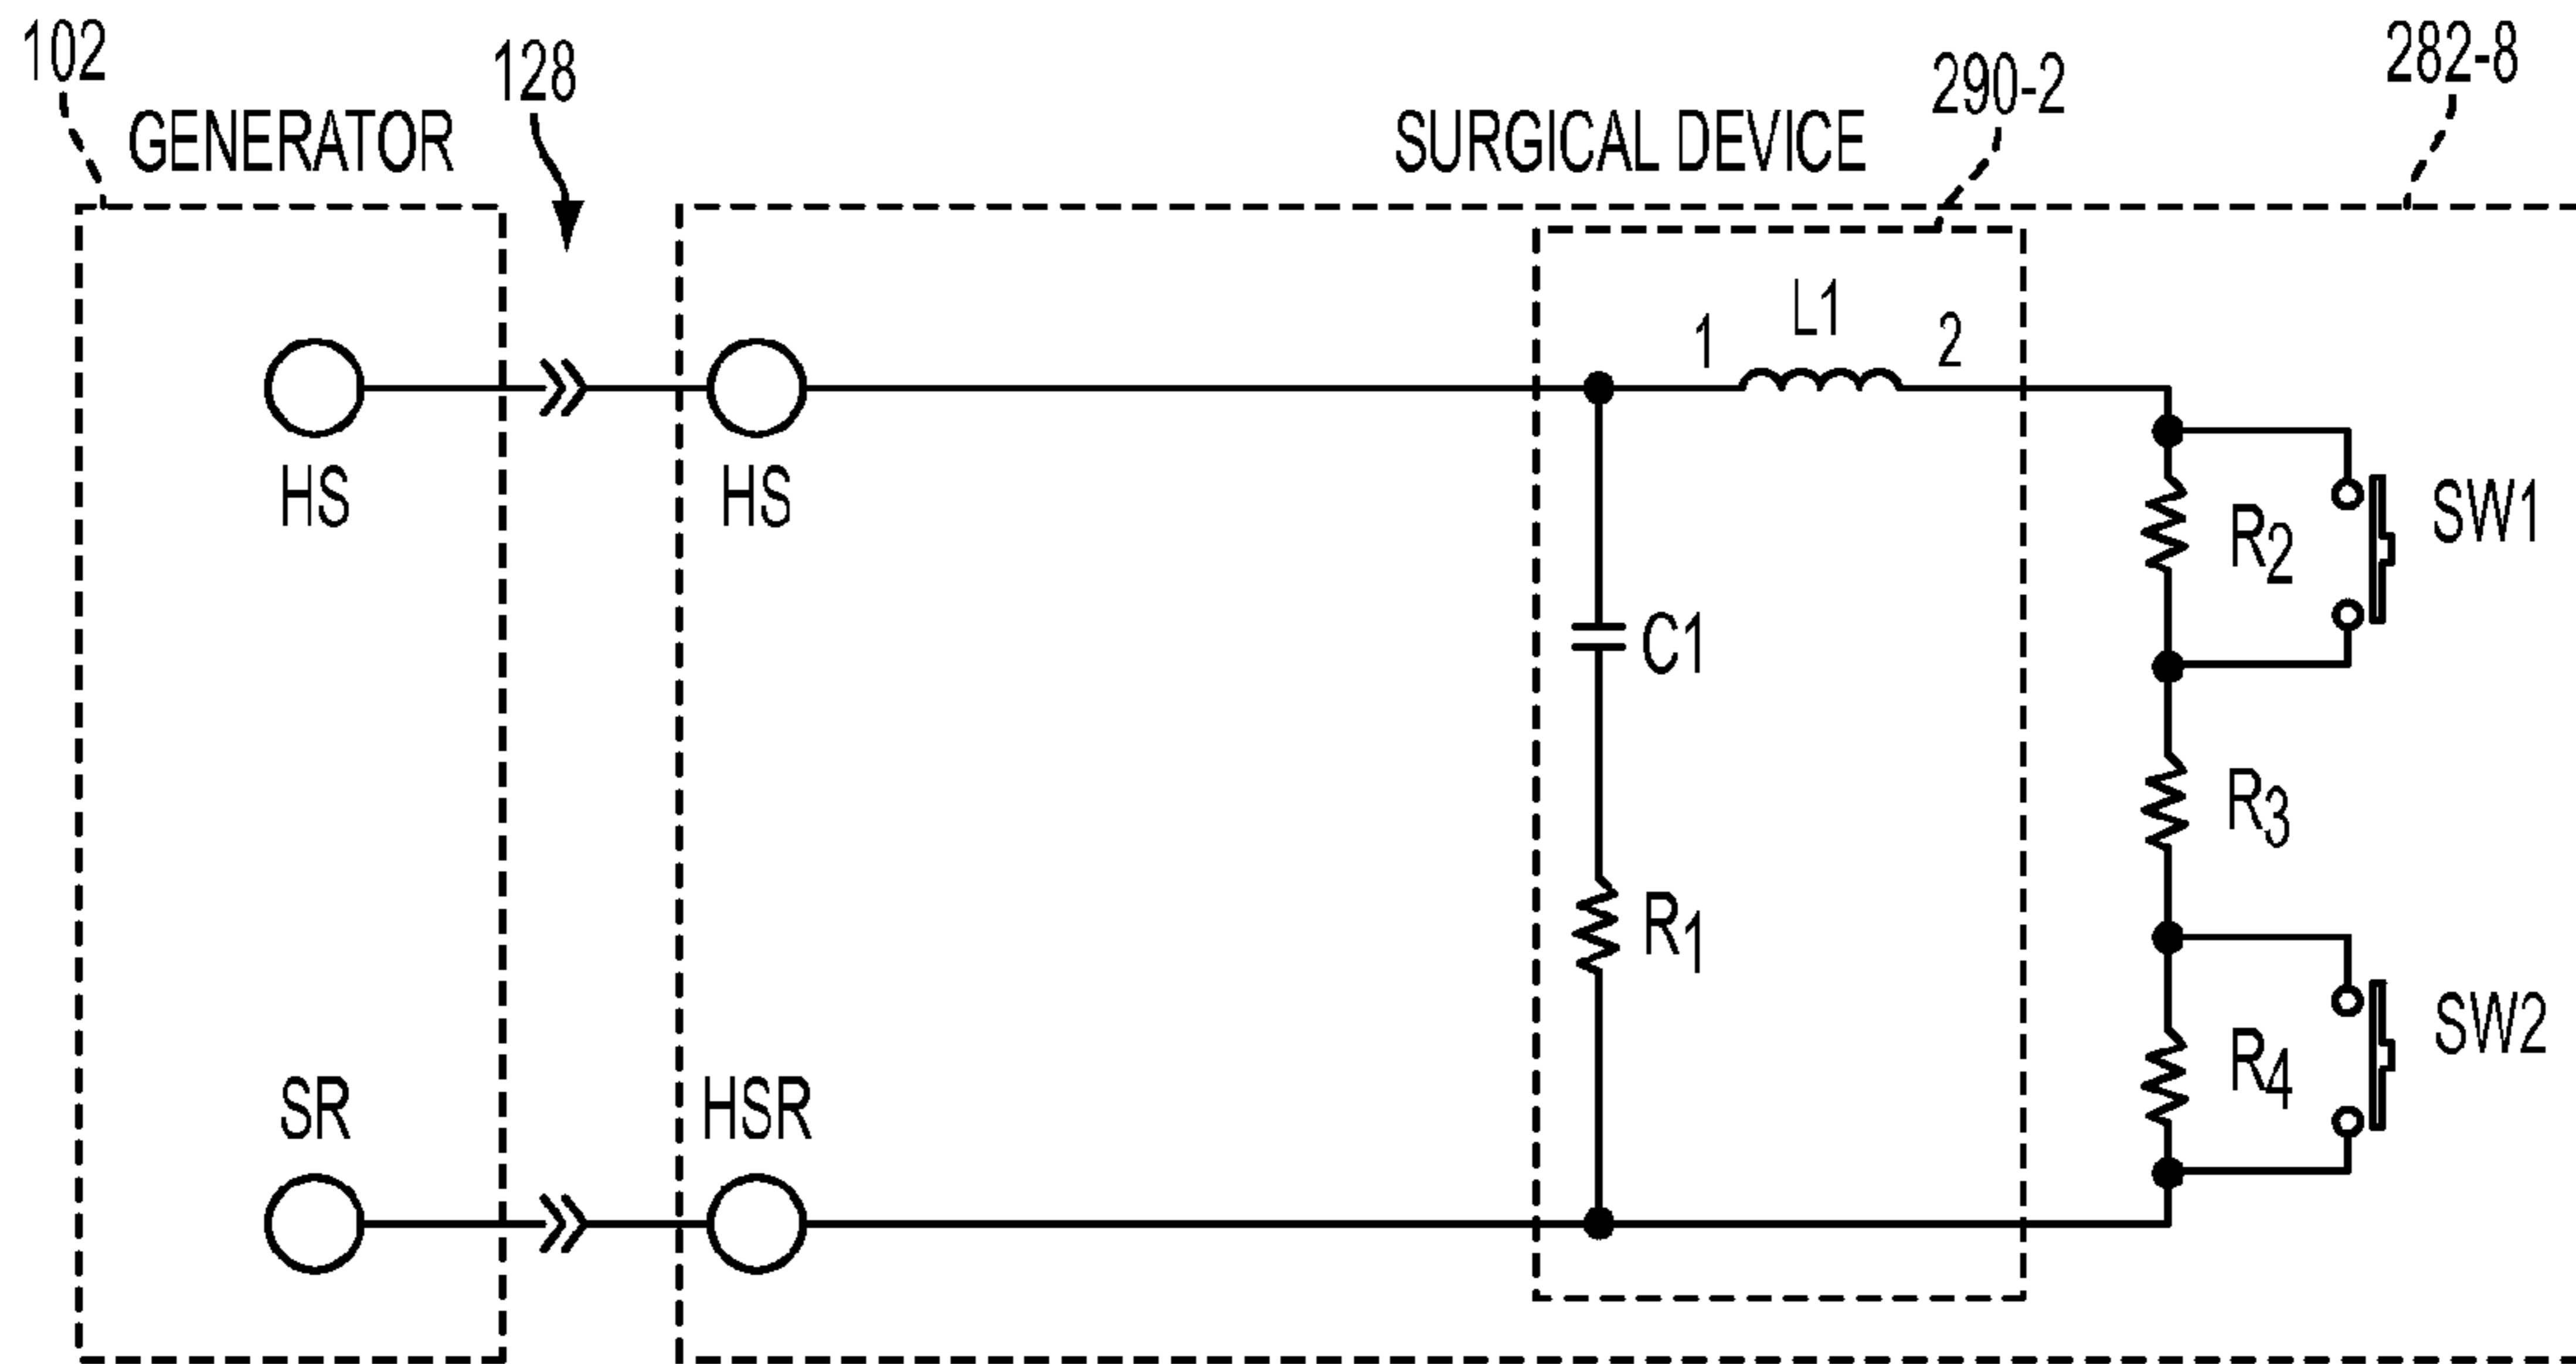 102
128
290-2
282-8
GENERATOR
SURGICAL DEVICE
L1
1
2
HS
HS
R2
SW1
C1
R3
R1
R4
SW2
SR
HSR